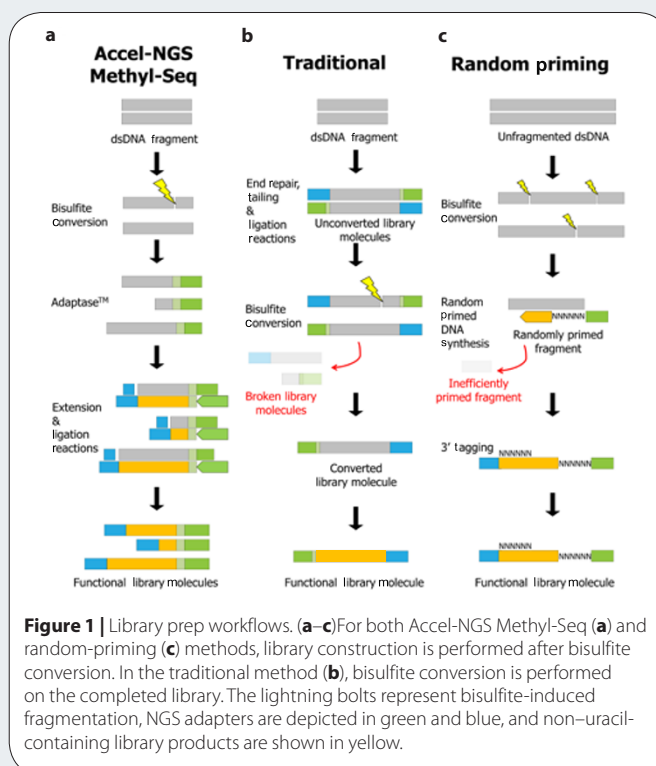 a
Accel-NGS
Methyl-Seq
dsDNA fragment
Bisulfite
conversion
Adaptase™
Extension
&
ligation
reactions
Functional library molecules
b
Traditional
dsDNA fragment
End repair,
tailing
&
ligation
reactions
Unconverted library
molecules
Bisulfite
Conversion
Broken library
molecules
Converted
library molecule
Functional library molecule
c
Random priming
Unfragmented dsDNA
Bisulfite
conversion
Random
primed
DNA
synthesis
NNNNNN
Randomly primed
fragment
Inefficiently
primed fragment
3' tagging
NNNNNN
NNNNNN
NNNNNN
NNNNNN
Functional library molecule
Figure 1 | Library prep workflows. (a–c)For both Accel-NGS Methyl-Seq (a) and
random-priming (c) methods, library construction is performed after bisulfite
conversion. In the traditional method (b), bisulfite conversion is performed
on the completed library. The lightning bolts represent bisulfite-induced
fragmentation, NGS adapters are depicted in green and blue, and non–uracil-
containing library products are shown in yellow.